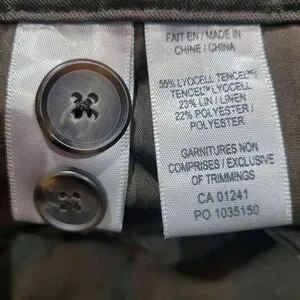 FAIT EN / MADE IN
CHINE / CHINA
55% LYOCELL TENCEL™/
TENCEL™ LYOCELL
23% LIN / LINEN
22% POLYESTER /
POLYESTER
GARNITURES NON
COMPRISES / EXCLUSIVE
OF TRIMMINGS
CA 01241
PO 1035150